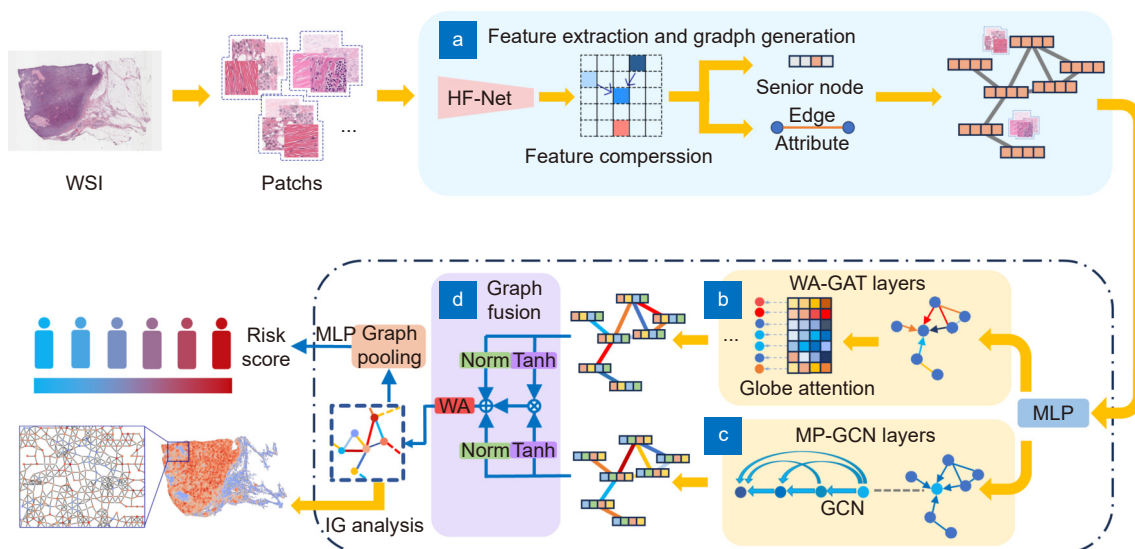 a
Feature extraction and gradph generation
HF-Net
Senior node
Edge
Attribute
Feature comperssion
WSI
Patchs
...
d
Graph
fusion
b
WA-GAT layers
...
Globe attention
MLP
Graph
pooling
Risk
score
Norm
Tanh
WA
Norm
Tanh
MLP
c
MP-GCN layers
GCN
IG analysis